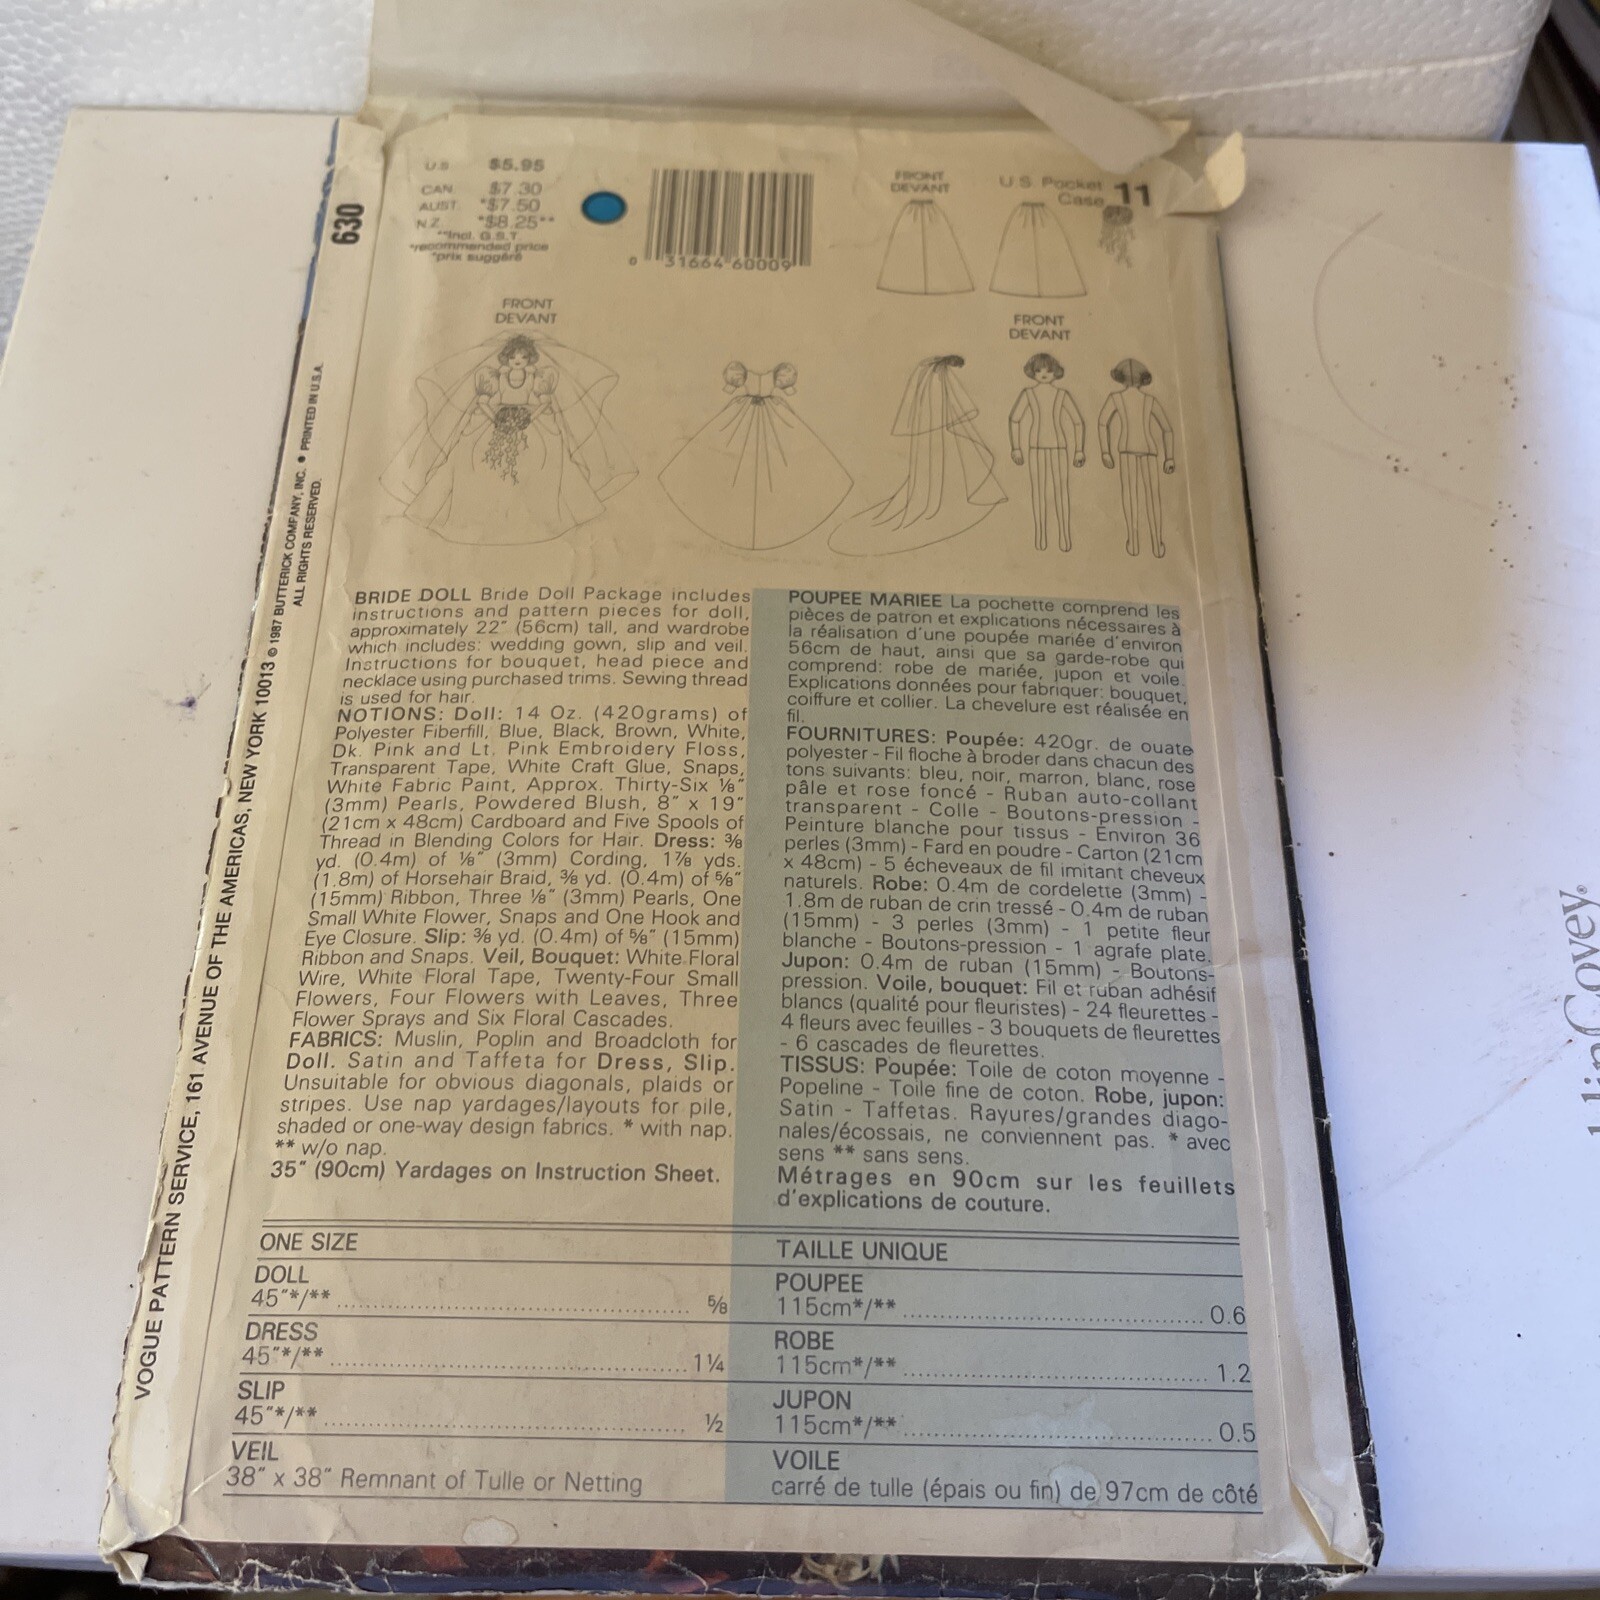 U.S. $5.95
CAN. $7.30
AUST. *$7.50
N.Z. *$8.25**
**Incl. G.S.T.
*recommended price
*prix suggéré
0 31664 60009
FRONT
DEVANT
U.S. Pocket
Case 11
630
FRONT
DEVANT
FRONT
DEVANT
VOGUE PATTERN SERVICE, 161 AVENUE OF THE AMERICAS, NEW YORK 10013 © 1987 BUTTERICK COMPANY, INC. • PRINTED IN U.S.A.
ALL RIGHTS RESERVED.
BRIDE DOLL Bride Doll Package includes
instructions and pattern pieces for doll,
approximately 22" (56cm) tall, and wardrobe
which includes: wedding gown, slip and veil.
Instructions for bouquet, head piece and
necklace using purchased trims. Sewing thread
is used for hair.
NOTIONS: Doll: 14 Oz. (420grams) of
Polyester Fiberfill, Blue, Black, Brown, White,
Dk. Pink and Lt. Pink Embroidery Floss,
Transparent Tape, White Craft Glue, Snaps,
White Fabric Paint, Approx. Thirty-Six ⅛"
(3mm) Pearls, Powdered Blush, 8" x 19"
(21cm x 48cm) Cardboard and Five Spools of
Thread in Blending Colors for Hair. Dress: ⅜
yd. (0.4m) of ⅛" (3mm) Cording, 1⅞ yds.
(1.8m) of Horsehair Braid, ⅜ yd. (0.4m) of ⅝"
(15mm) Ribbon, Three ⅛" (3mm) Pearls, One
Small White Flower, Snaps and One Hook and
Eye Closure. Slip: ⅜ yd. (0.4m) of ⅝" (15mm)
Ribbon and Snaps. Veil, Bouquet: White Floral
Wire, White Floral Tape, Twenty-Four Small
Flowers, Four Flowers with Leaves, Three
Flower Sprays and Six Floral Cascades.
FABRICS: Muslin, Poplin and Broadcloth for
Doll. Satin and Taffeta for Dress, Slip.
Unsuitable for obvious diagonals, plaids or
stripes. Use nap yardages/layouts for pile,
shaded or one-way design fabrics. * with nap.
** w/o nap.
35" (90cm) Yardages on Instruction Sheet.
POUPEE MARIEE La pochette comprend les
pièces de patron et explications nécessaires à
la réalisation d'une poupée mariée d'environ
56cm de haut, ainsi que sa garde-robe qui
comprend: robe de mariée, jupon et voile.
Explications données pour fabriquer: bouquet,
coiffure et collier. La chevelure est réalisée en
fil.
FOURNITURES: Poupée: 420gr. de ouate
polyester - Fil floche à broder dans chacun des
tons suivants: bleu, noir, marron, blanc, rose
pâle et rose foncé - Ruban auto-collant
transparent - Colle - Boutons-pression -
Peinture blanche pour tissus - Environ 36
perles (3mm) - Fard en poudre - Carton (21cm
x 48cm) - 5 écheveaux de fil imitant cheveux
naturels. Robe: 0.4m de cordelette (3mm) -
1.8m de ruban de crin tressé - 0.4m de ruban
(15mm) - 3 perles (3mm) - 1 petite fleur
blanche - Boutons-pression - 1 agrafe plate.
Jupon: 0.4m de ruban (15mm) - Boutons-
pression. Voile, bouquet: Fil et ruban adhésif
blancs (qualité pour fleuristes) - 24 fleurettes -
4 fleurs avec feuilles - 3 bouquets de fleurettes
- 6 cascades de fleurettes.
TISSUS: Poupée: Toile de coton moyenne -
Popeline - Toile fine de coton. Robe, jupon:
Satin - Taffetas. Rayures/grandes diago-
nales/écossais, ne conviennent pas. * avec
sens ** sans sens.
Métrages en 90cm sur les feuillets
d'explications de couture.
ONE SIZE
DOLL
45"*/** ⅝
DRESS
45"*/** 1¼
SLIP
45"*/** ½
VEIL
38" x 38" Remnant of Tulle or Netting
TAILLE UNIQUE
POUPEE
115cm*/** 0.6
ROBE
115cm*/** 1.2
JUPON
115cm*/** 0.5
VOILE
carré de tulle (épais ou fin) de 97cm de côté
Covey®